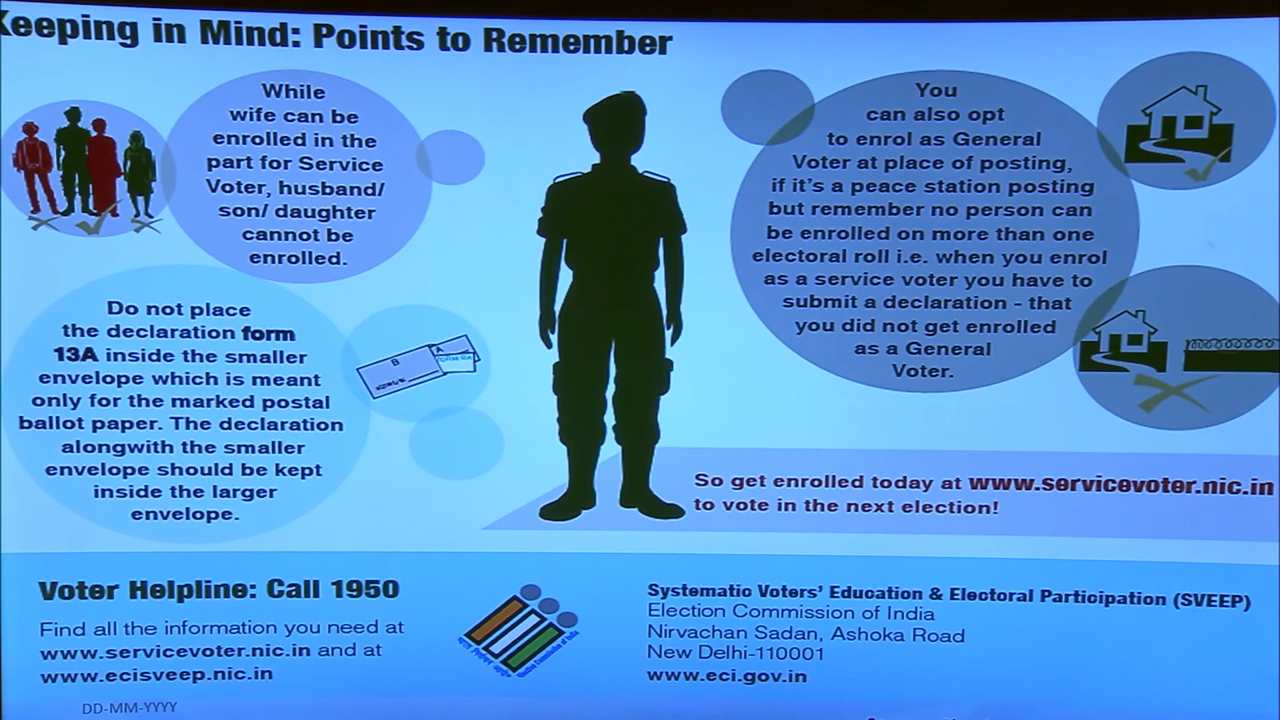 Keeping in Mind: Points to Remember
While
wife can be
enrolled in the
part for Service
Voter, husband/
son/ daughter
cannot be
enrolled.
Do not place
the declaration form
13A inside the smaller
envelope which is meant
only for the marked postal
ballot paper. The declaration
alongwith the smaller
envelope should be kept
inside the larger
envelope.
B
A
You
can also opt
to enrol as General
Voter at place of posting,
if it's a peace station posting
but remember no person can
be enrolled on more than one
electoral roll i.e. when you enrol
as a service voter you have to
submit a declaration - that
you did not get enrolled
as a General
Voter.
So get enrolled today at www.servicevoter.nic.in
to vote in the next election!
Voter Helpline: Call 1950
Find all the information you need at
www.servicevoter.nic.in and at
www.ecisveep.nic.in
Systematic Voters' Education & Electoral Participation (SVEEP)
Election Commission of India
Nirvachan Sadan, Ashoka Road
New Delhi-110001
www.eci.gov.in
DD-MM-YYYY